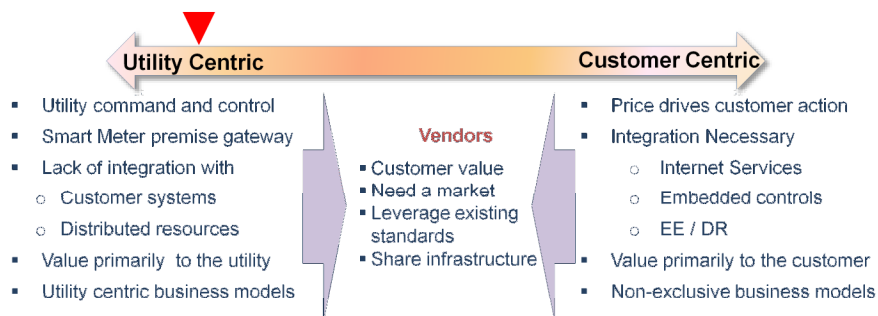 Utility Centric
Customer Centric
▪ Utility command and control
▪ Smart Meter premise gateway
▪ Lack of integration with
o Customer systems
o Distributed resources
▪ Value primarily to the utility
▪ Utility centric business models
Vendors
▪ Customer value
▪ Need a market
▪ Leverage existing
standards
▪ Share infrastructure
▪ Price drives customer action
▪ Integration Necessary
o Internet Services
o Embedded controls
o EE / DR
▪ Value primarily to the customer
▪ Non-exclusive business models